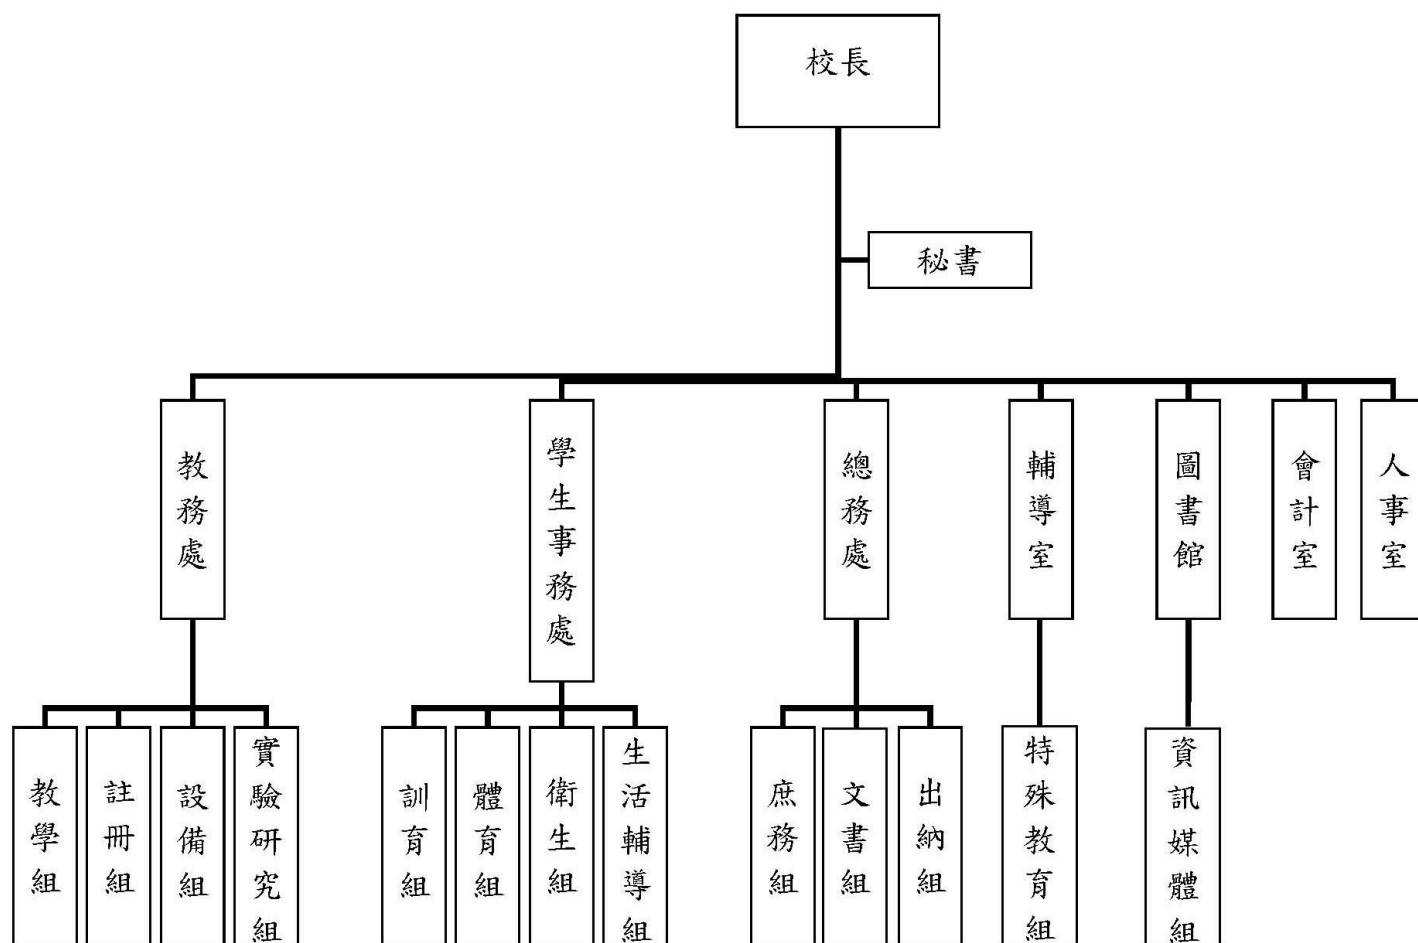 校長
秘書
教務處
學生事務處
總務處
輔導室
圖書館
會計室
人事室
教學組
註冊組
設備組
實驗研究組
訓育組
體育組
衛生組
生活輔導組
庶務組
文書組
出納組
特殊教育組
資訊媒體組